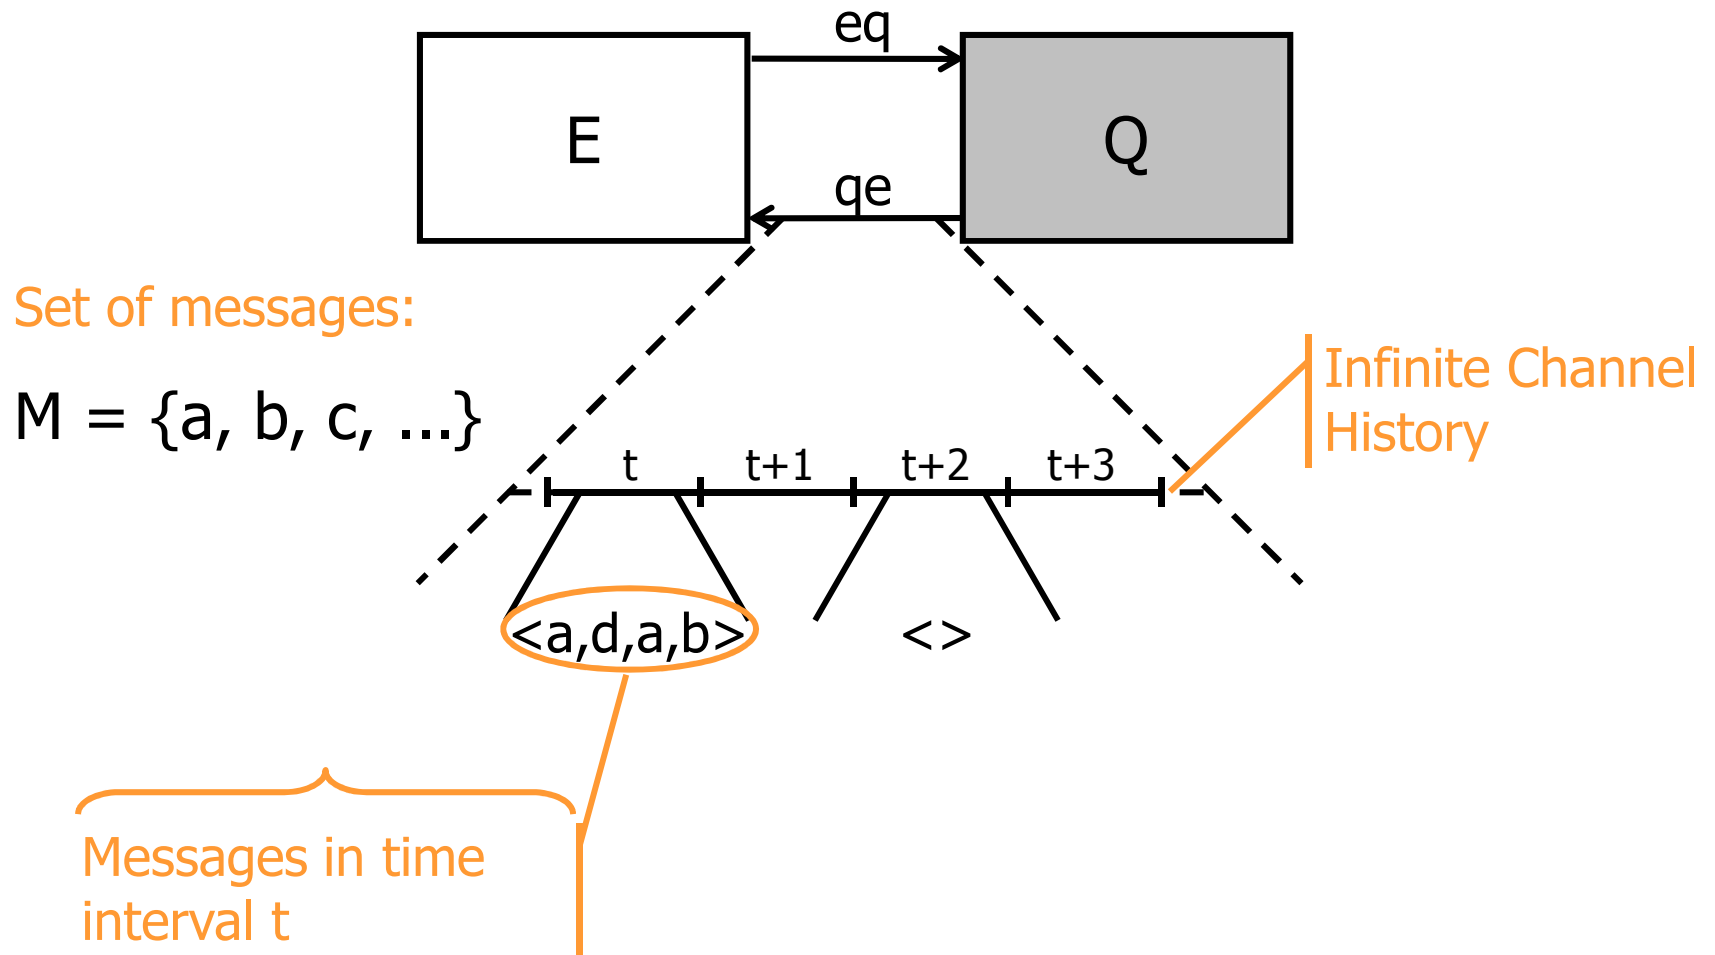 eq
E
Q
qe
Set of messages:
M = {a, b, c, ...}
Infinite Channel
History
t
t+1
t+2
t+3
<a,d,a,b>
<>
Messages in time
interval t